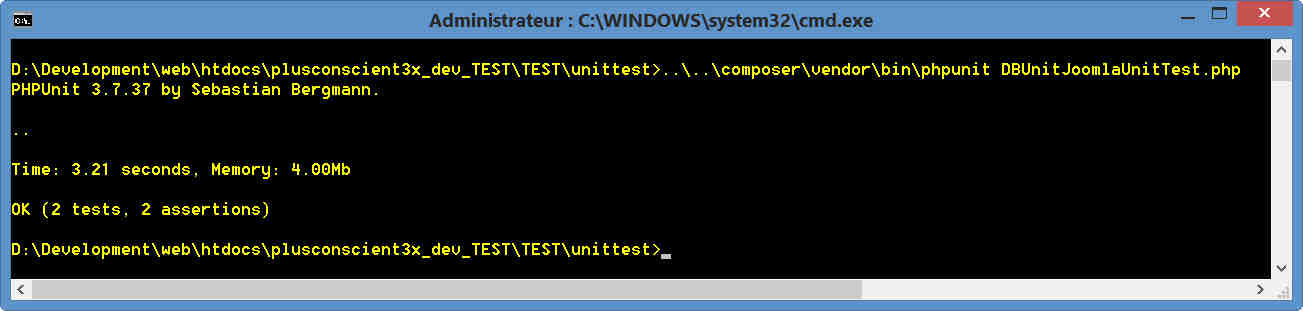 Administrateur : C:\WINDOWS\system32\cmd.exe
D:\Development\web\htdocs\plusconscient3x_dev_TEST\TEST\unittest>..\..\composer\vendor\bin\phpunit DBUnitJoomlaUnitTest.php
PHPUnit 3.7.37 by Sebastian Bergmann.
..
Time: 3.21 seconds, Memory: 4.00Mb
OK (2 tests, 2 assertions)
D:\Development\web\htdocs\plusconscient3x_dev_TEST\TEST\unittest>_